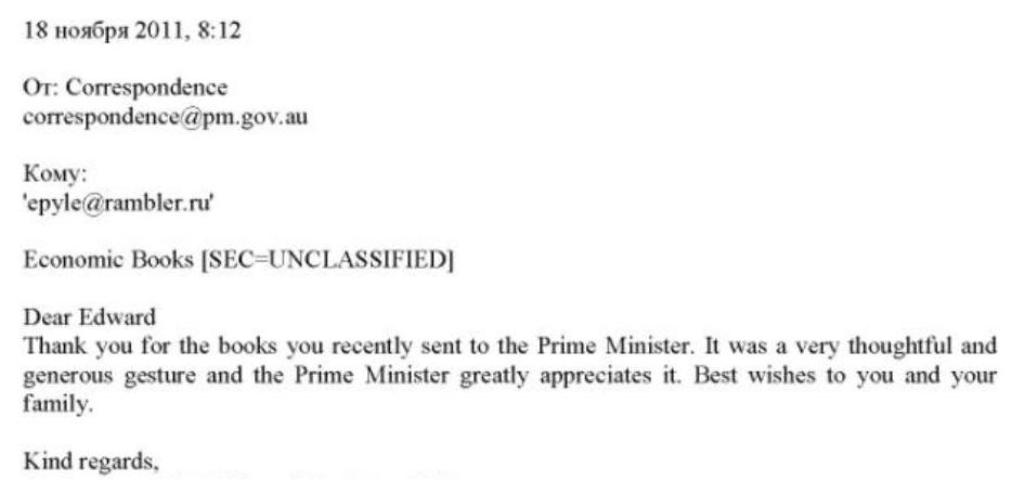 18 ноября 2011, 8:12
От: Correspondence
correspondence@pm.gov.au
Кому:
'epyle@rambler.ru'
Economic Books [SEC=UNCLASSIFIED]
Dear Edward
Thank you for the books you recently sent to the Prime Minister. It was a very thoughtful and
generous gesture and the Prime Minister greatly appreciates it. Best wishes to you and your
family.
Kind regards,